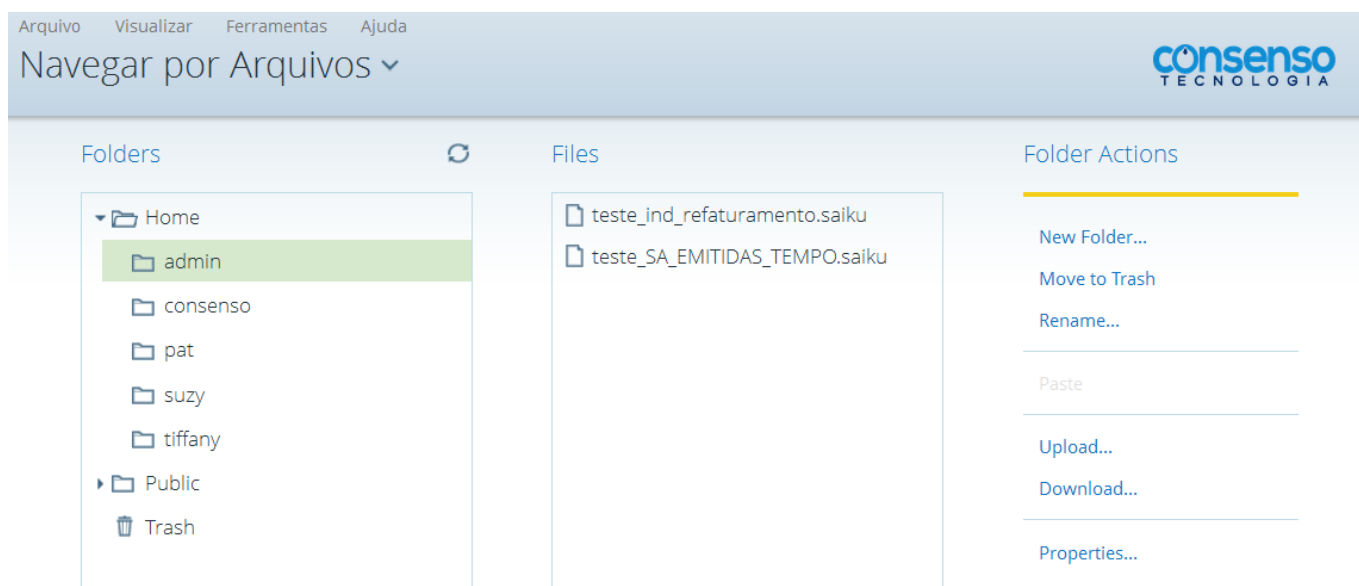 Arquivo Visualizar Ferramentas Ajuda
Navegar por Arquivos
consenso
TECNOLOGIA
Folders
Home
admin
consenso
pat
suzy
tiffany
Public
Trash
Files
teste_ind_refaturamento.saiku
teste_SA_EMITIDAS_TEMPO.saiku
Folder Actions
New Folder...
Move to Trash
Rename...
Paste
Upload...
Download...
Properties...